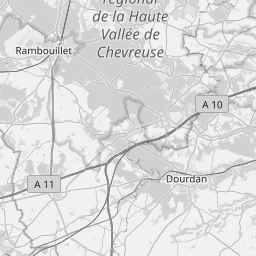 régional
de la Haute
Vallée de
Chevreuse
Rambouillet
A 10
A 11
Dourdan